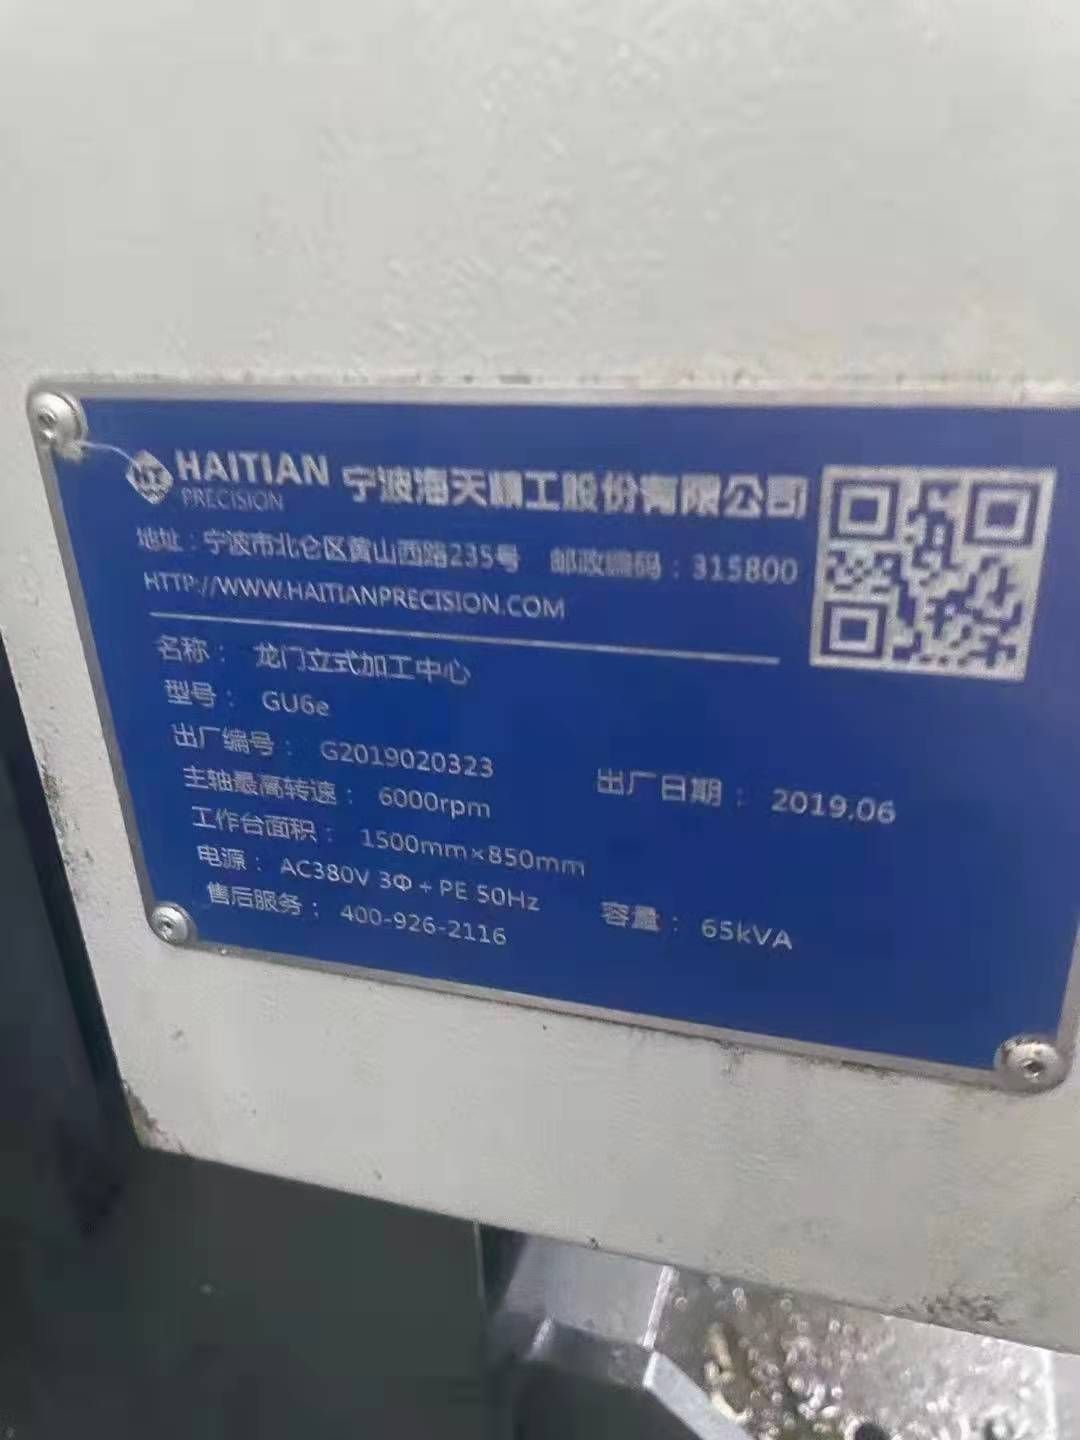 HAITIAN PRECISION 宁波海天精工股份有限公司
地址：宁波市北仑区黄山西路235号 邮政编码：315800
HTTP://WWW.HAITIANPRECISION.COM
名称： 龙门立式加工中心
型号： GU6e
出厂编号： G2019020323 出厂日期： 2019.06
主轴最高转速： 6000rpm
工作台面积： 1500mm×850mm
电源： AC380V 3Φ+PE 50Hz 容量： 65kVA
售后服务： 400-926-2116